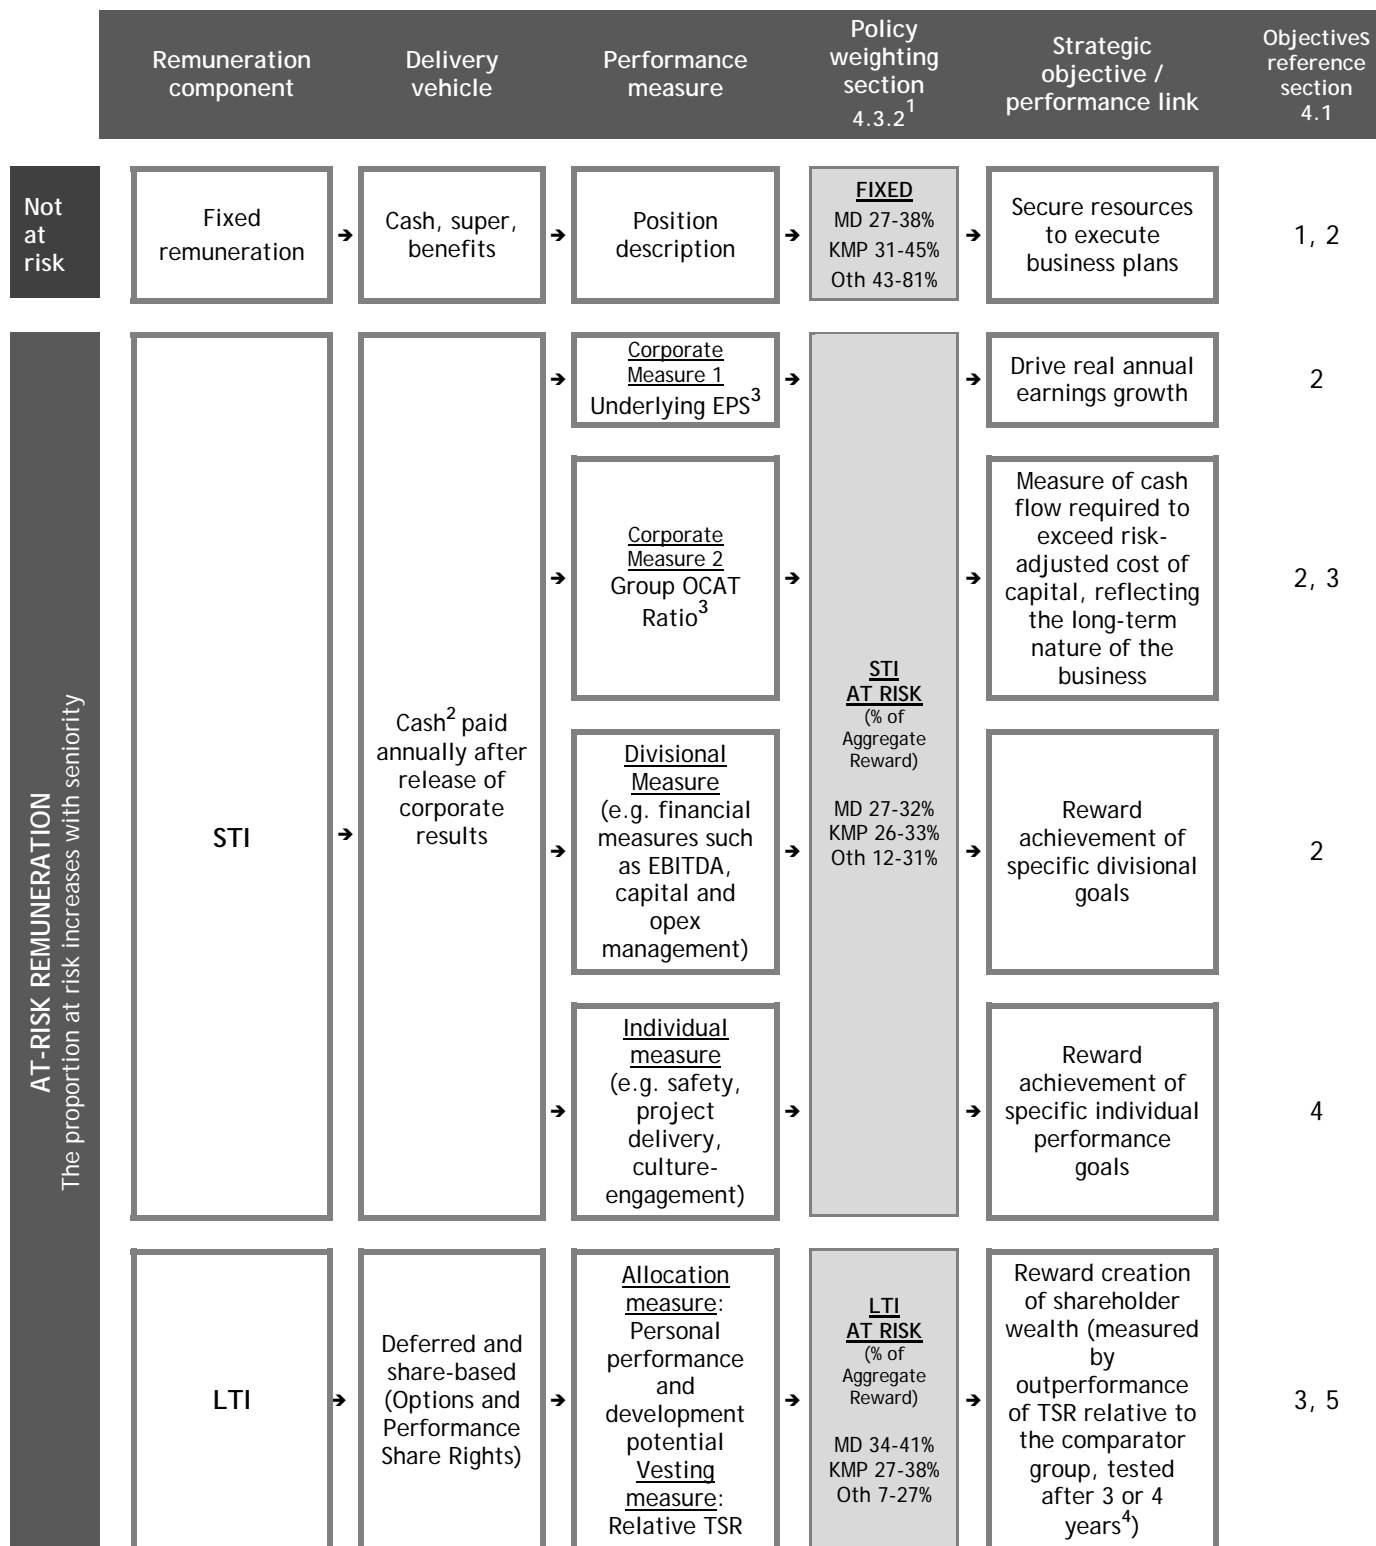 Remuneration
component
Delivery
vehicle
Performance
measure
Policy
weighting
section
4.3.2¹
Strategic
objective /
performance link
Objectives
reference
section
4.1
Not
at
risk
Fixed
remuneration
➔
Cash, super,
benefits
➔
Position
description
➔
FIXED
MD 27-38%
KMP 31-45%
Oth 43-81%
➔
Secure resources
to execute
business plans
1, 2
AT-RISK REMUNERATION
The proportion at risk increases with seniority
STI
➔
Cash² paid
annually after
release of
corporate
results
➔
Corporate
Measure 1
Underlying EPS³
➔
➔
Drive real annual
earnings growth
2
➔
Corporate
Measure 2
Group OCAT
Ratio³
➔
➔
Measure of cash
flow required to
exceed risk-
adjusted cost of
capital, reflecting
the long-term
nature of the
business
2, 3
STI
AT RISK
(% of
Aggregate
Reward)
MD 27-32%
KMP 26-33%
Oth 12-31%
➔
Divisional
Measure
(e.g. financial
measures such
as EBITDA,
capital and
opex
management)
➔
➔
Reward
achievement of
specific divisional
goals
2
➔
Individual
measure
(e.g. safety,
project
delivery,
culture-
engagement)
➔
➔
Reward
achievement of
specific individual
performance
goals
4
LTI
➔
Deferred and
share-based
(Options and
Performance
Share Rights)
➔
Allocation
measure:
Personal
performance
and
development
potential
Vesting
measure:
Relative TSR
➔
LTI
AT RISK
(% of
Aggregate
Reward)
MD 34-41%
KMP 27-38%
Oth 7-27%
➔
Reward creation
of shareholder
wealth (measured
by
outperformance
of TSR relative to
the comparator
group, tested
after 3 or 4
years⁴)
3, 5